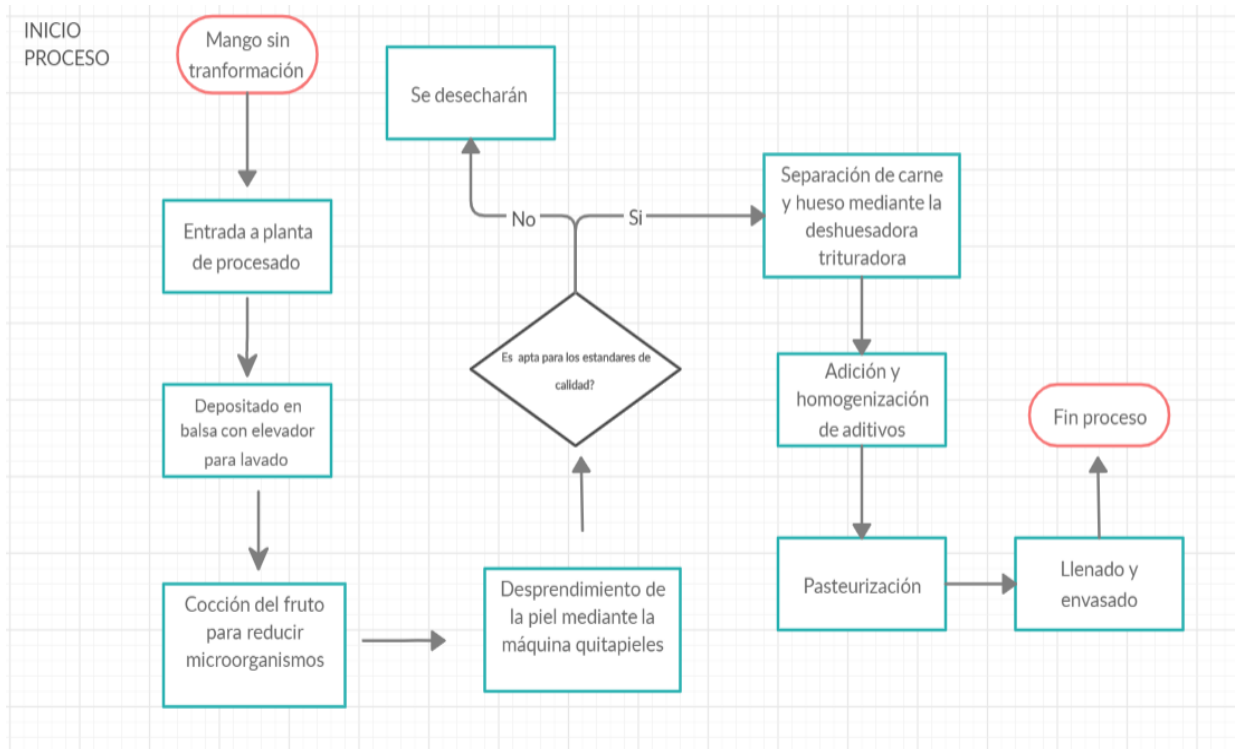 INICIO
PROCESO
Mango sin
tranformación
Entrada a planta
de procesado
Depositado en
balsa con elevador
para lavado
Cocción del fruto
para reducir
microorganismos
Desprendimiento de
la piel mediante la
máquina quitapieles
Es apta para los estandares de
calidad?
No
Si
Se desecharán
Separación de carne
y hueso mediante la
deshuesadora
trituradora
Adición y
homogenización
de aditivos
Pasteurización
Llenado y
envasado
Fin proceso